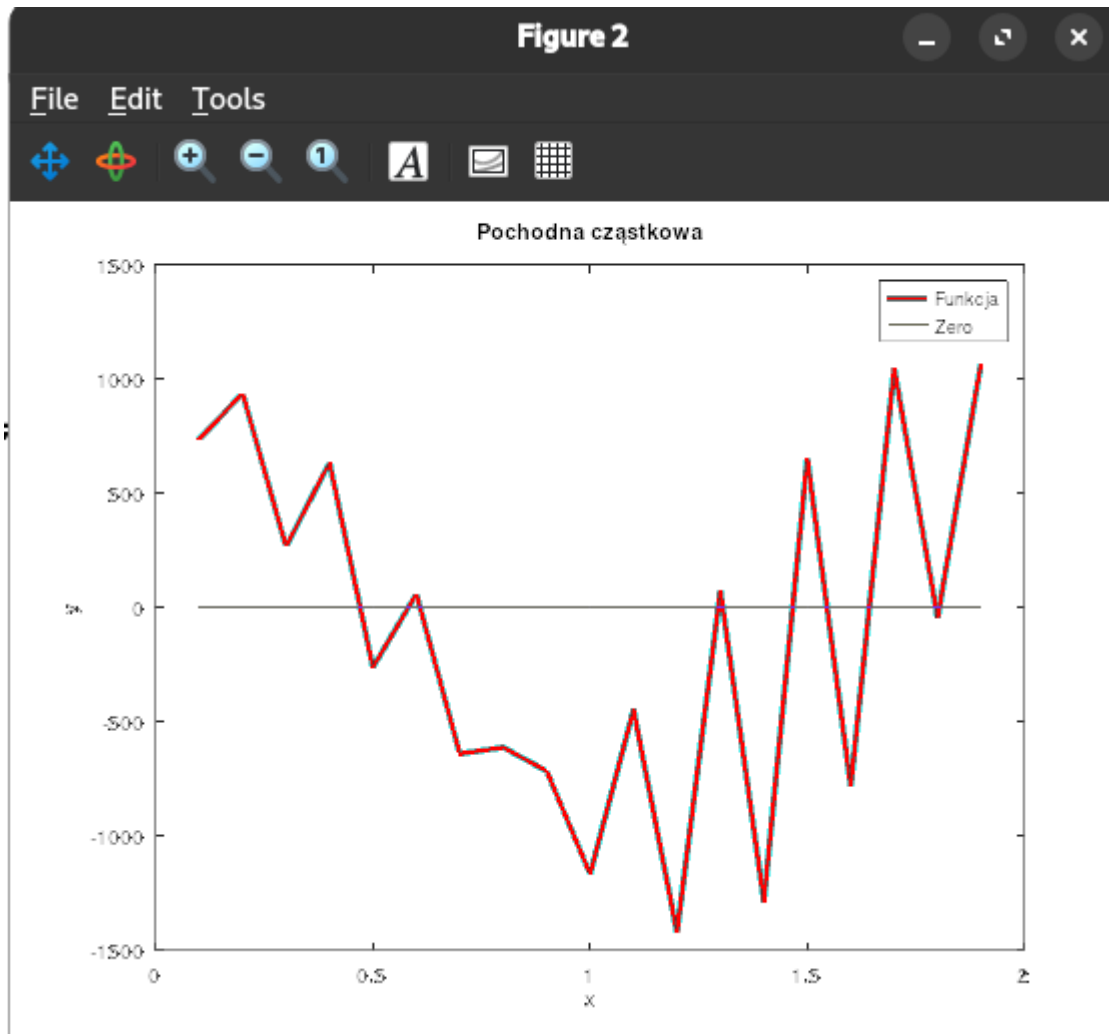 Figure 2
File Edit Tools
Pochodna cząstkowa
1500
Funkcja
Zero
1000
500
y
0
-500
-1000
-1500
0 0.5 1 1.5 2
x